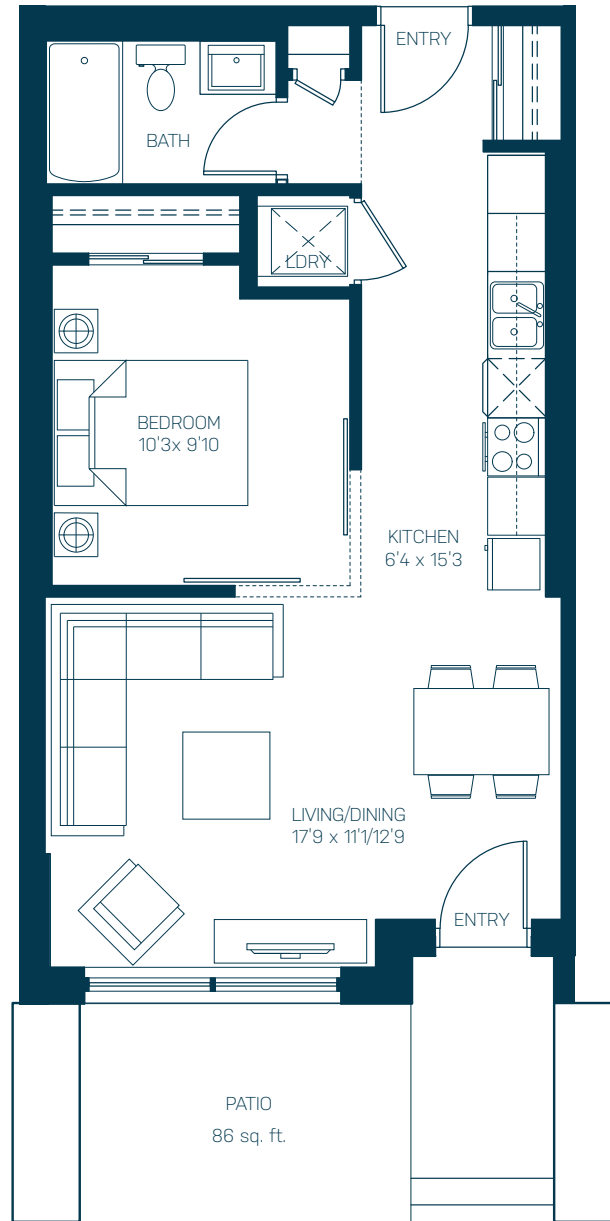 ENTRY
BATH
LDRY
BEDROOM
10'3x 9'10
KITCHEN
6'4 x 15'3
LIVING/DINING
17'9 x 11'1/12'9
ENTRY
PATIO
86 sq. ft.